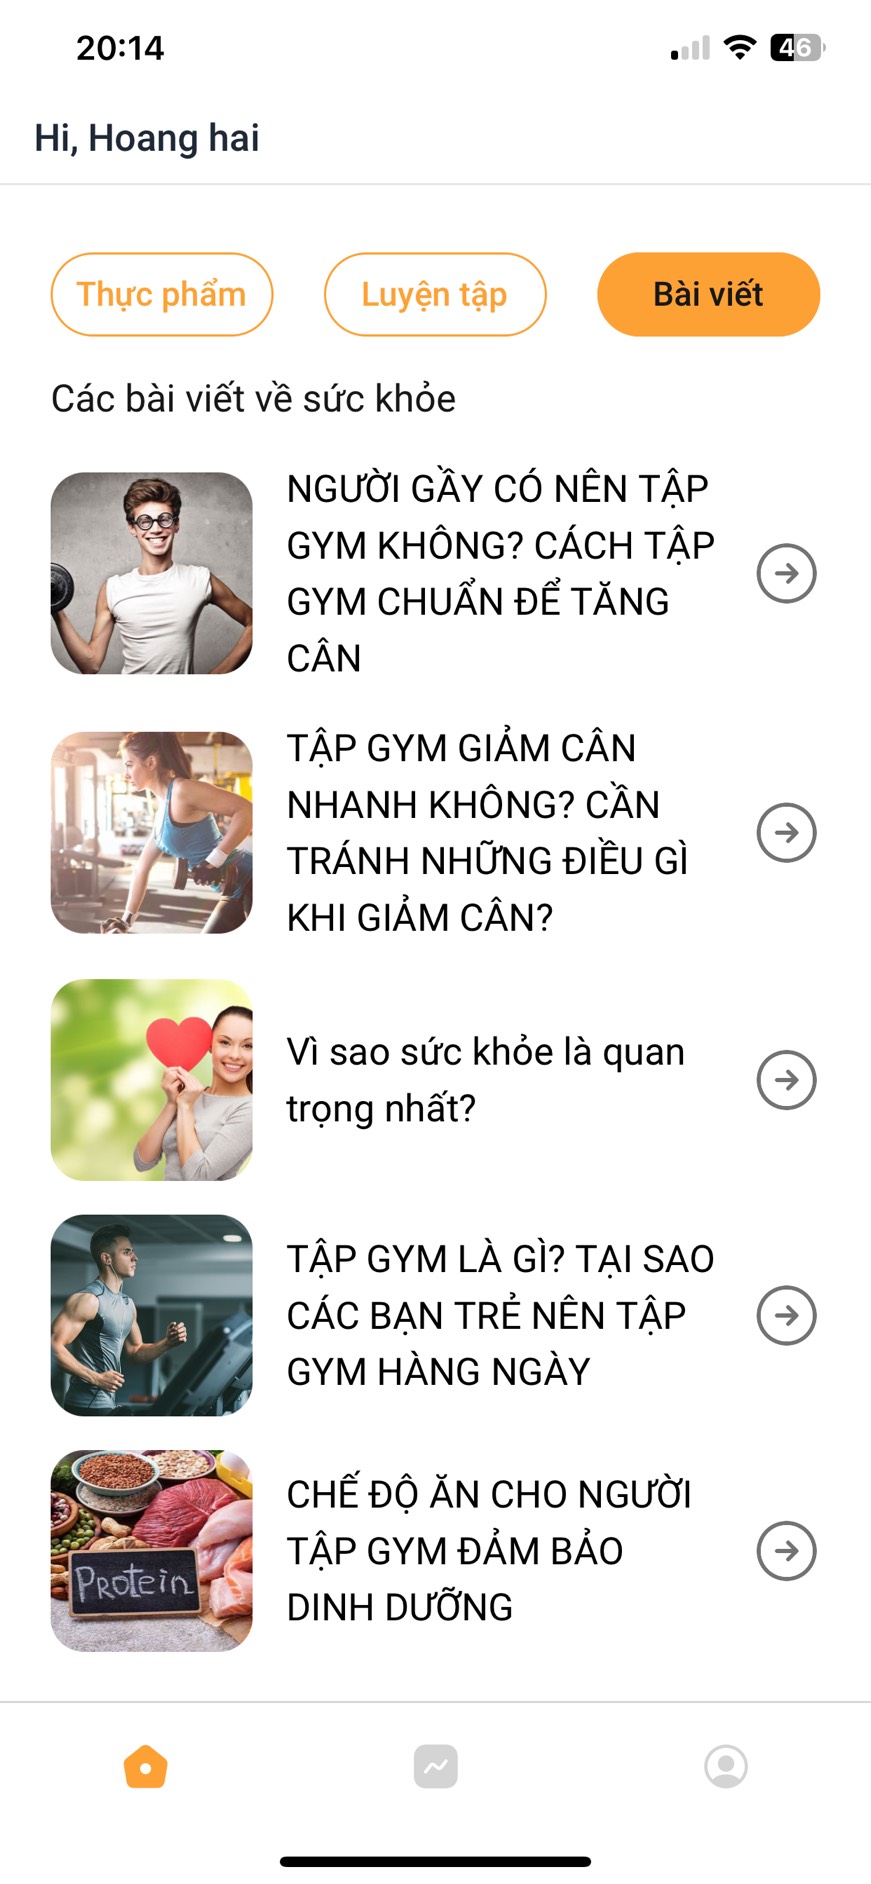 20:14
46
Hi, Hoang hai
Thực phẩm
Luyện tập
Bài viết
Các bài viết về sức khỏe
NGƯỜI GẦY CÓ NÊN TẬP
GYM KHÔNG? CÁCH TẬP
GYM CHUẨN ĐỂ TĂNG
CÂN
TẬP GYM GIẢM CÂN
NHANH KHÔNG? CẦN
TRÁNH NHỮNG ĐIỀU GÌ
KHI GIẢM CÂN?
Vì sao sức khỏe là quan
trọng nhất?
TẬP GYM LÀ GÌ? TẠI SAO
CÁC BẠN TRẺ NÊN TẬP
GYM HÀNG NGÀY
Protein
CHẾ ĐỘ ĂN CHO NGƯỜI
TẬP GYM ĐẢM BẢO
DINH DƯỠNG